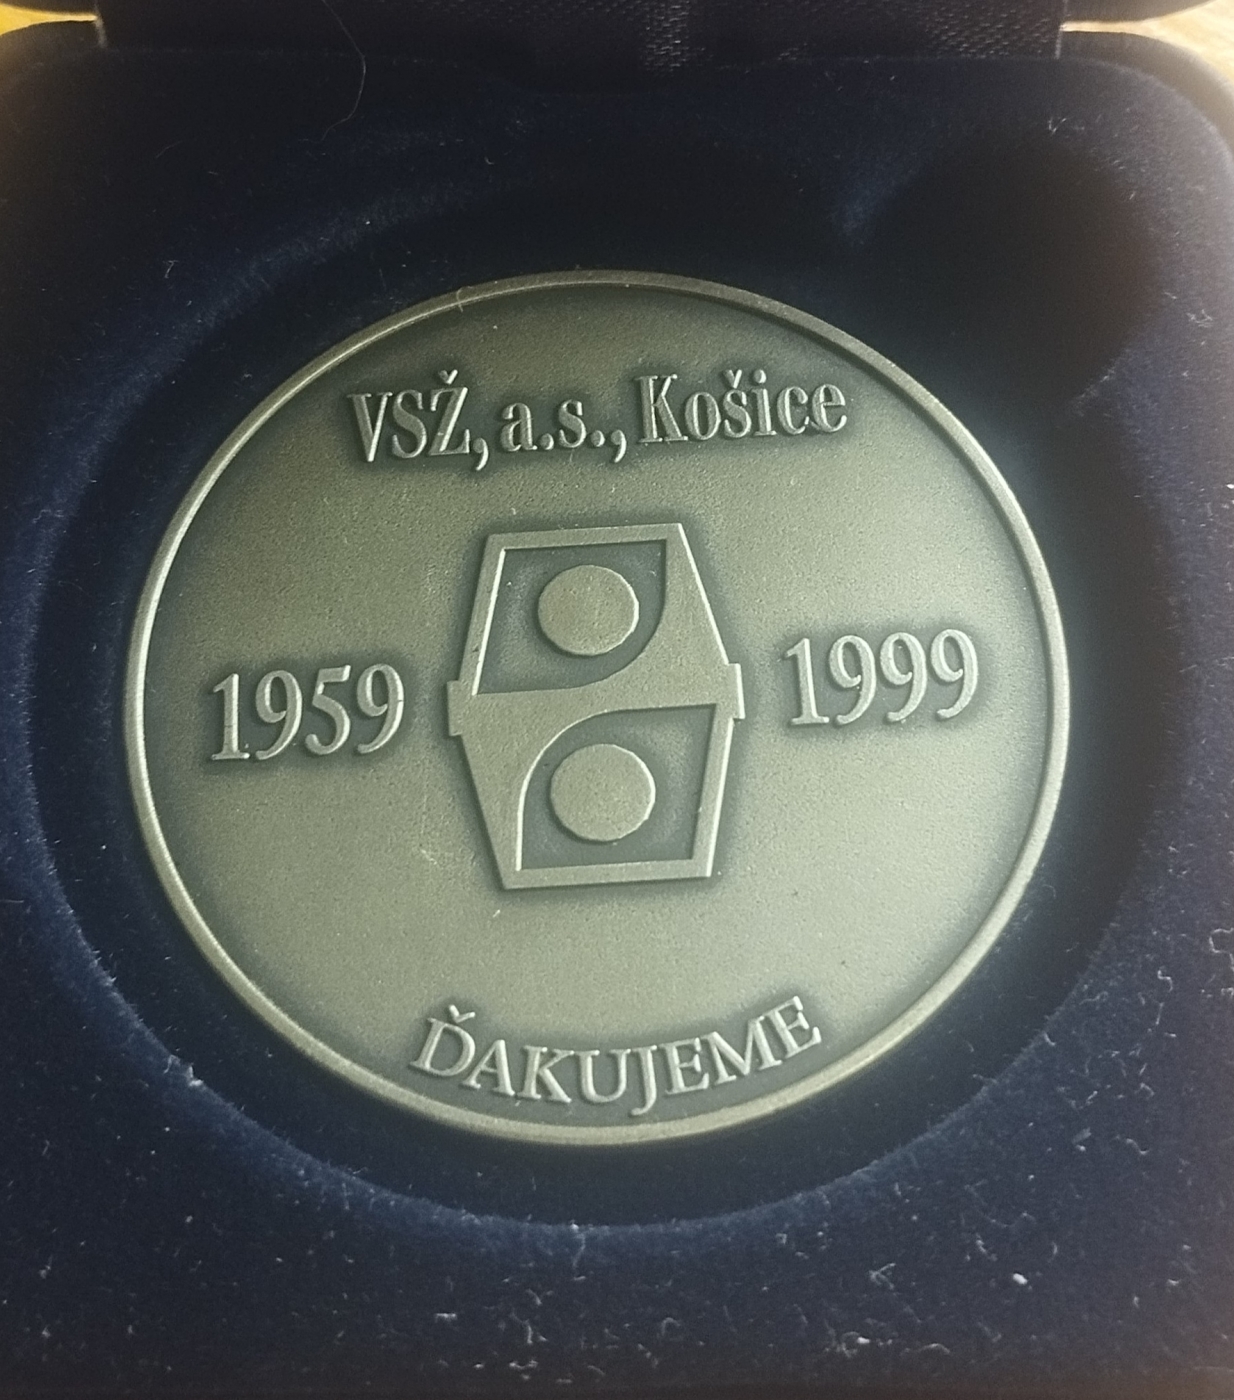 VSŽ, a.s., Košice
1959
1999
ĎAKUJEME